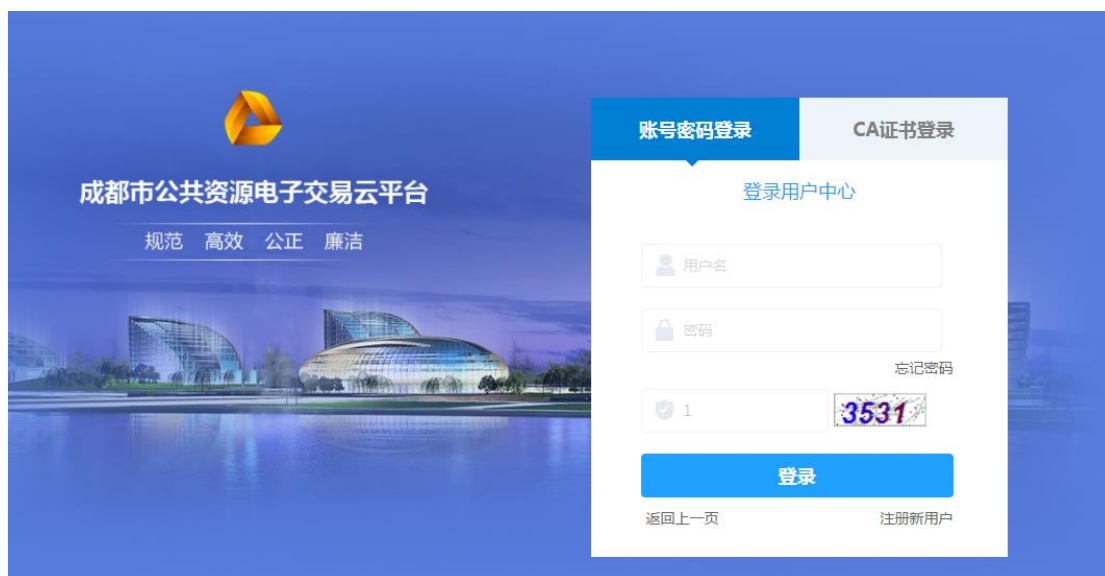 成都市公共资源电子交易云平台
规范 高效 公正 廉洁
账号密码登录 CA证书登录
登录用户中心
用户名
密码
忘记密码
1 3531
登录
返回上一页 注册新用户